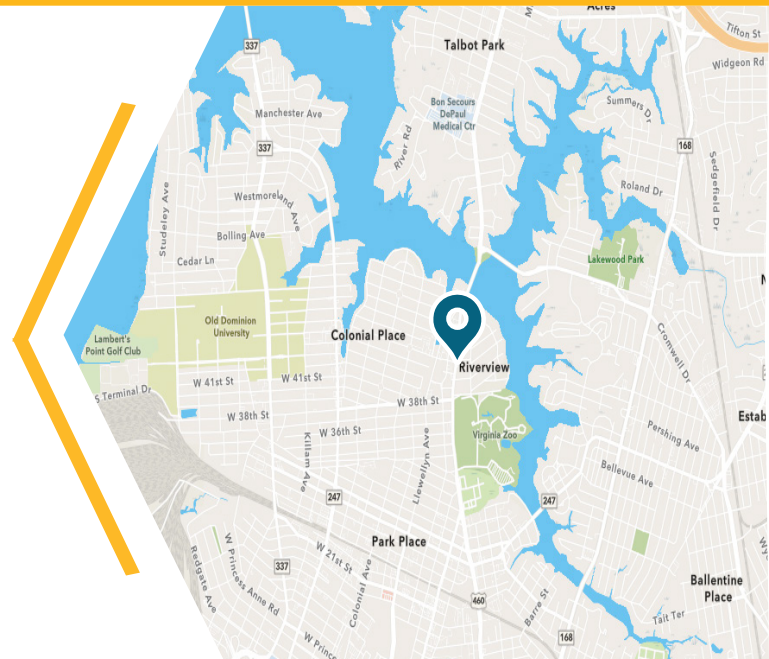 Acres
M
Tifton St
337
Talbot Park
Widgeon Rd
Bon Secours
DePaul
Medical Ctr
Summers Dr
Manchester Ave
River Rd
168
337
Sedgefield Dr
Studeley Ave
Westmoreland Ave
Roland Dr
Bolling Ave
Cedar Ln
Lakewood Park
N
Old Dominion
University
Colonial Place
Cromwell Dr
Lambert's
Point Golf Club
Riverview
W 41st St
W 41st St
S Terminal Dr
W 38th St
W 38th St
Estab
W 36th St
Virginia Zoo
Pershing Ave
Killam Ave
Llewellyn Ave
Bellevue Ave
247
247
Park Place
W 21st St
337
Redgate Ave
W Princess Anne Rd
Colonial Ave
460
Barre St
Ballentine
Place
Tait Ter
168
W Prince